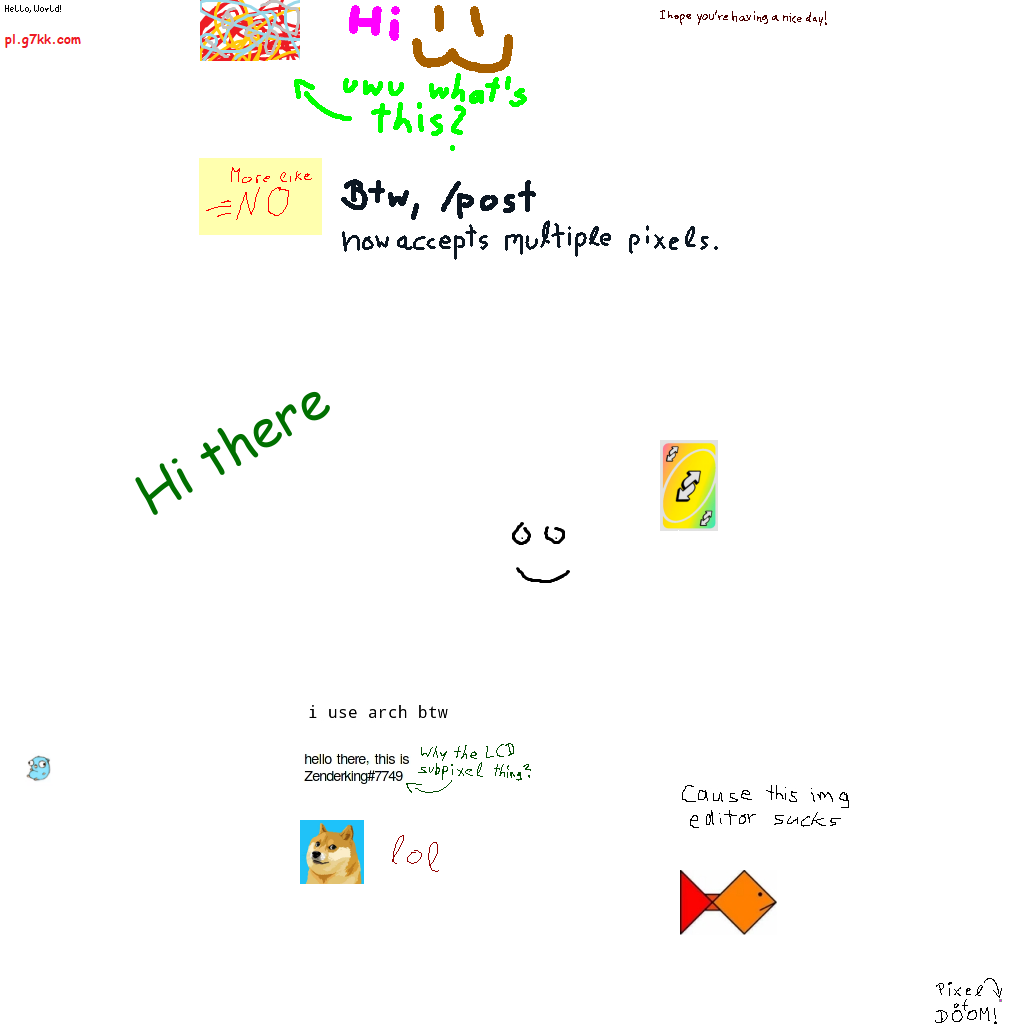 Hello, World!
pl.g7kk.com
Hi
I hope you're having a nice day!
uwu what's
this?
More like
=NO
Btw, /post
now accepts multiple pixels.
Hi there
i use arch btw
hello there, this is
Zenderking#7749
Why the LCD
subpixel thing?
Cause this img
editor sucks
lol
Pixel
of
DOOM!